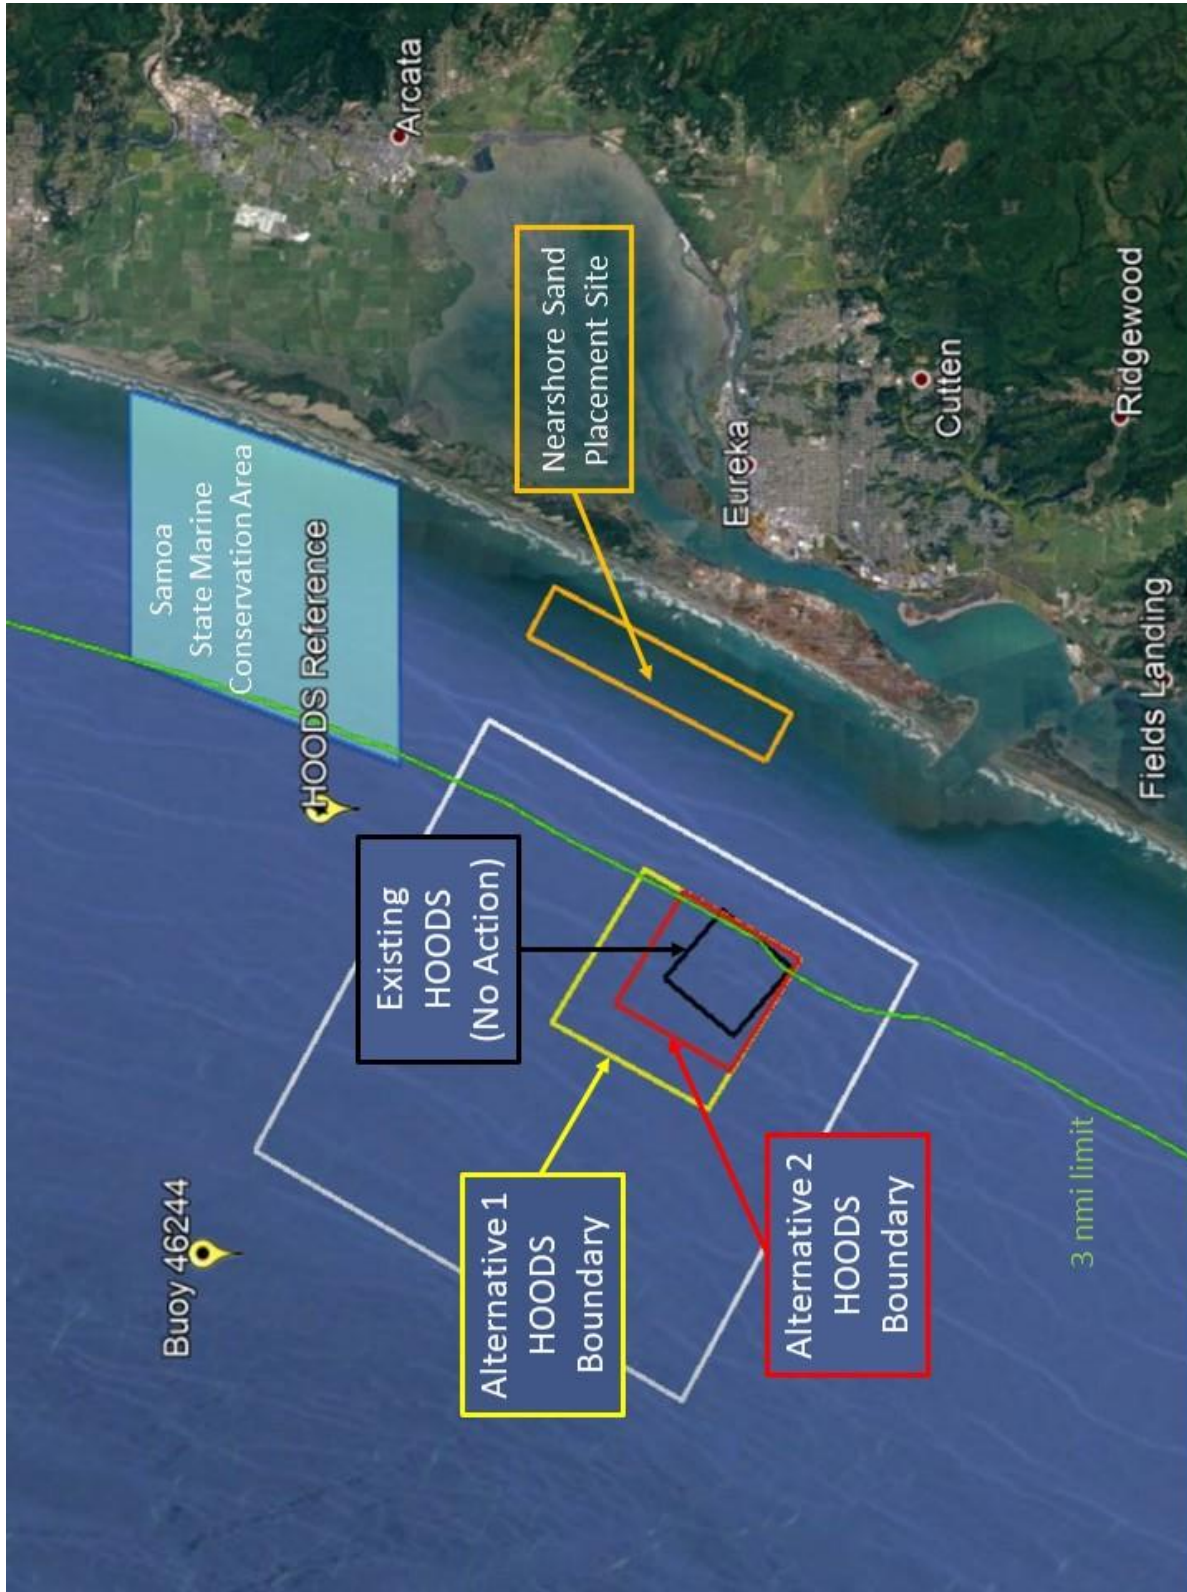 Buoy 46244
HOODS Reference
Samoa
State Marine
Conservation Area
Arcata
Existing
HOODS
(No Action)
Alternative 1
HOODS
Boundary
Nearshore Sand
Placement Site
Alternative 2
HOODS
Boundary
Eureka
Cutten
Ridgewood
Fields Landing
3 nmi limit